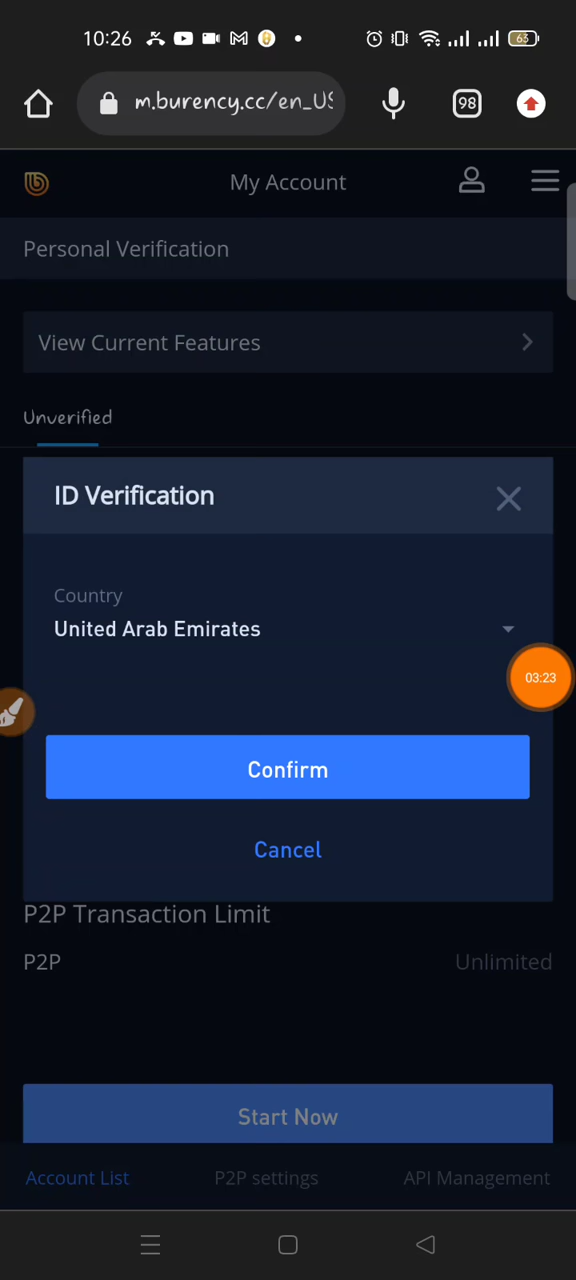 10:26
63
m.burency.cc/en_US
98
My Account
Personal Verification
View Current Features
Unverified
ID Verification
Country
United Arab Emirates
03:23
Confirm
Cancel
P2P Transaction Limit
P2P Unlimited
Start Now
Account List P2P settings API Management